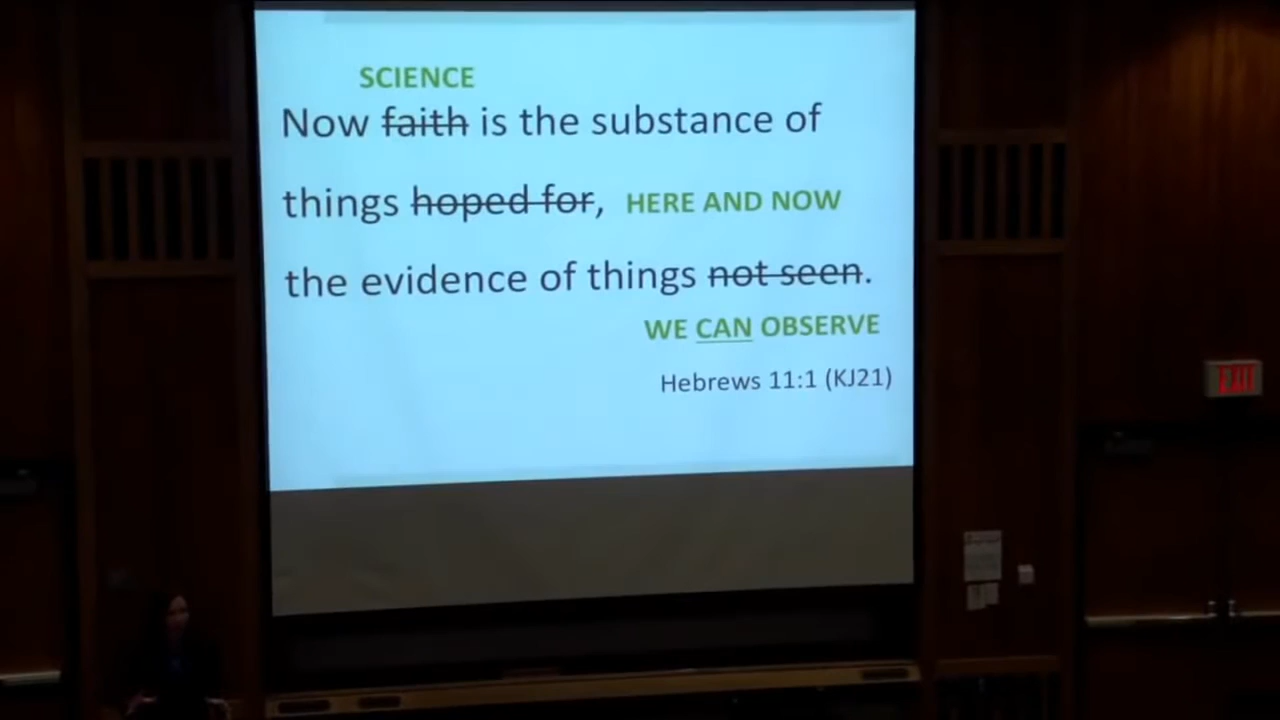 SCIENCE
Now faith is the substance of
things hoped for, HERE AND NOW
the evidence of things not seen.
WE CAN OBSERVE
Hebrews 11:1 (KJ21)
EXIT